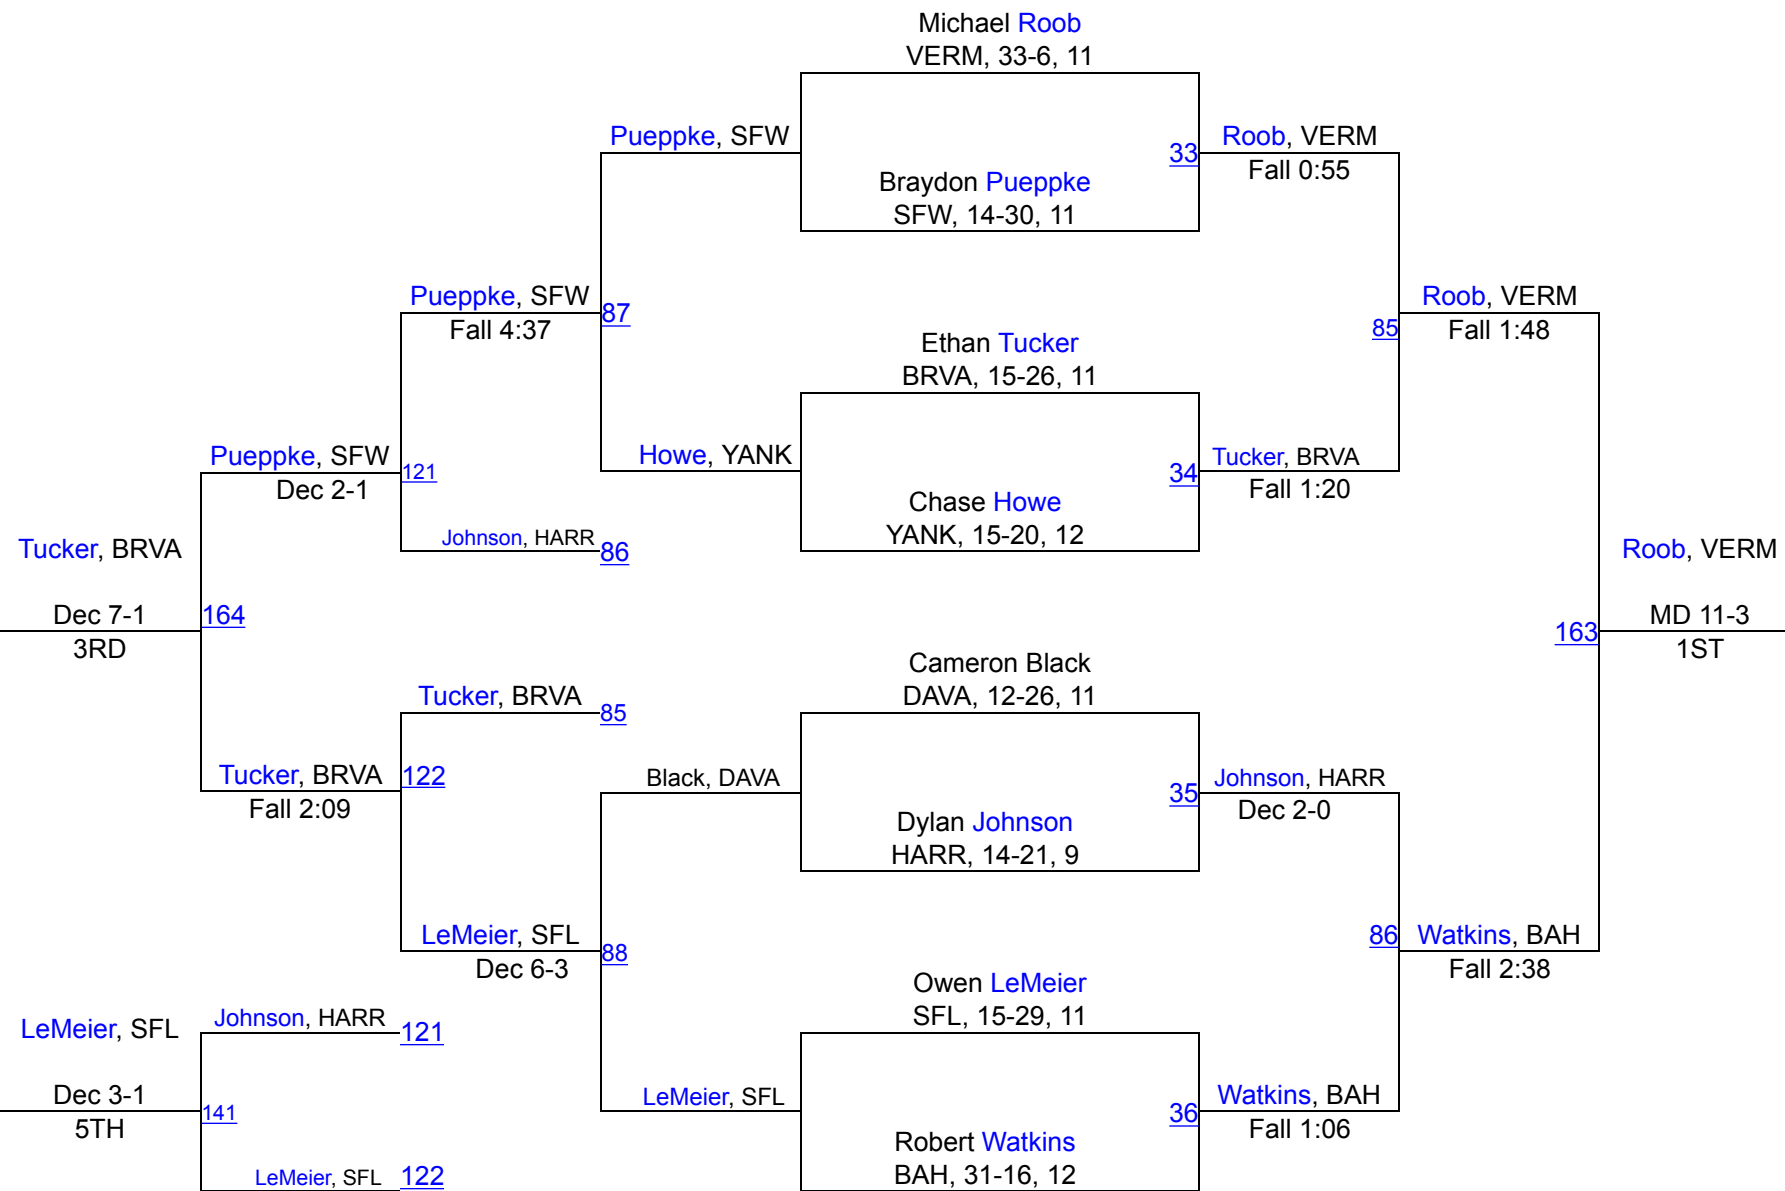 Michael Roob
VERM, 33-6, 11
Pueppke, SFW
33
Roob, VERM
Fall 0:55
Braydon Pueppke
SFW, 14-30, 11
Pueppke, SFW
Fall 4:37
87
Roob, VERM
Fall 1:48
85
Ethan Tucker
BRVA, 15-26, 11
Pueppke, SFW
Dec 2-1
121
Howe, YANK
34
Tucker, BRVA
Fall 1:20
Chase Howe
YANK, 15-20, 12
Johnson, HARR
86
Tucker, BRVA
Dec 7-1
3RD
164
Roob, VERM
MD 11-3
1ST
163
Cameron Black
DAVA, 12-26, 11
Tucker, BRVA
85
Tucker, BRVA
Fall 2:09
122
Black, DAVA
35
Johnson, HARR
Dec 2-0
Dylan Johnson
HARR, 14-21, 9
LeMeier, SFL
Dec 6-3
88
86
Watkins, BAH
Fall 2:38
Owen LeMeier
SFL, 15-29, 11
LeMeier, SFL
Dec 3-1
5TH
Johnson, HARR
121
141
LeMeier, SFL
36
Watkins, BAH
Fall 1:06
Robert Watkins
BAH, 31-16, 12
LeMeier, SFL
122